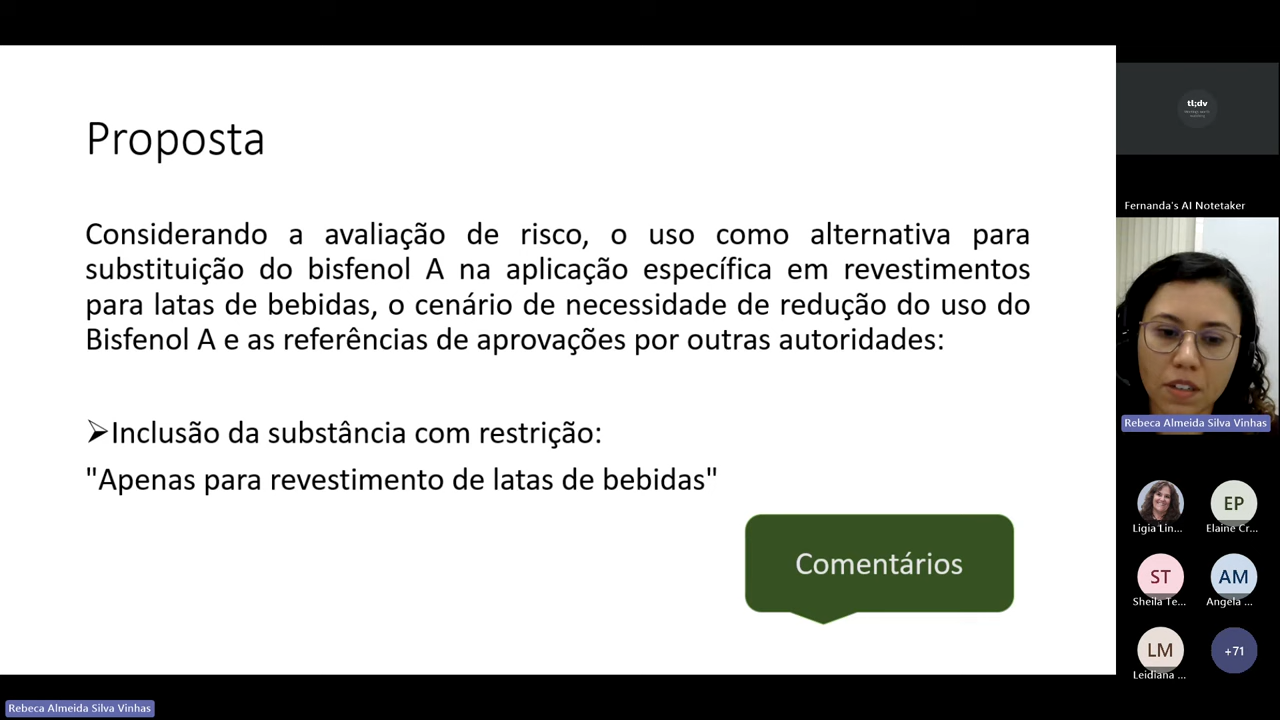 Proposta
Considerando a avaliação de risco, o uso como alternativa para
substituição do bisfenol A na aplicação específica em revestimentos
para latas de bebidas, o cenário de necessidade de redução do uso do
Bisfenol A e as referências de aprovações por outras autoridades:
➢Inclusão da substância com restrição:
"Apenas para revestimento de latas de bebidas"
Comentários
tl;dv
Fernanda's AI Notetaker
Rebeca Almeida Silva Vinhas
Ligia Lin...
EP
Elaine Cr...
ST
Sheila Te...
AM
Angela ...
LM
Leidiana ...
+71
Rebeca Almeida Silva Vinhas